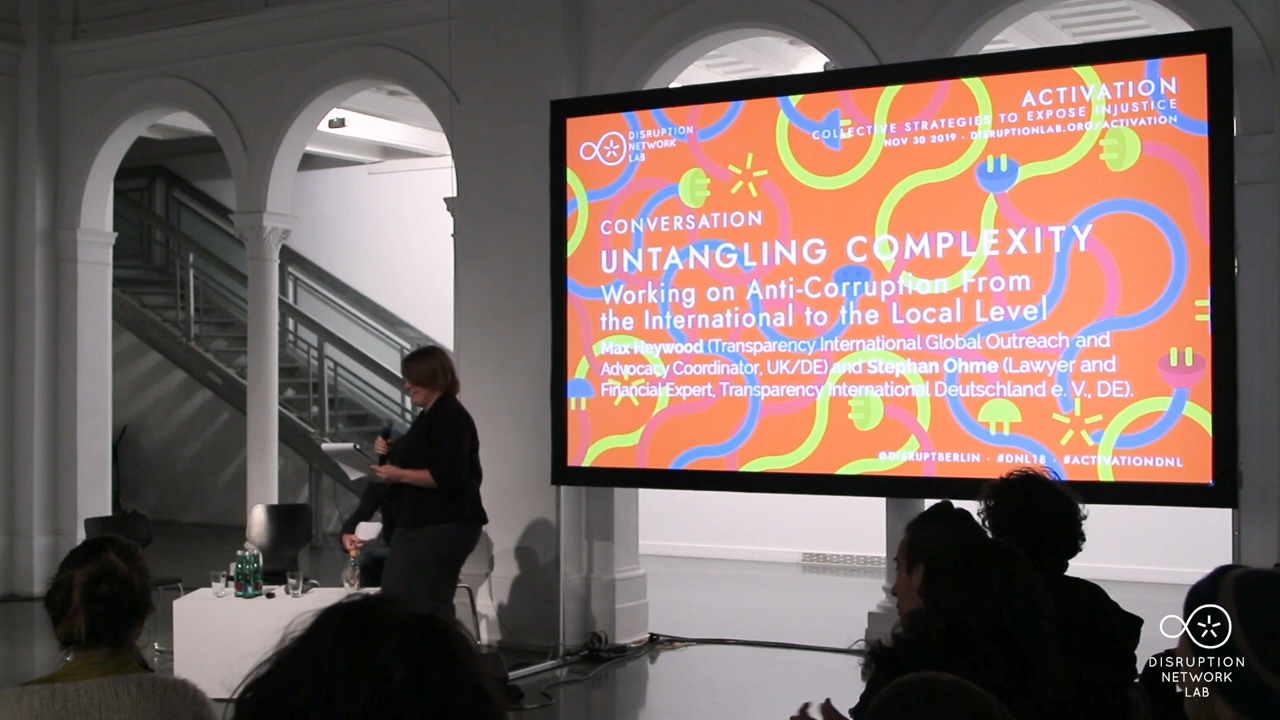 DISRUPTION
NETWORK
LAB
ACTIVATION
COLLECTIVE STRATEGIES TO EXPOSE INJUSTICE
NOV 30 2019 · DISRUPTIONLAB.ORG/ACTIVATION
CONVERSATION
UNTANGLING COMPLEXITY
Working on Anti-Corruption From
the International to the Local Level
Max Heywood (Transparency International Global Outreach and
Advocacy Coordinator, UK/DE) and Stephan Ohme (Lawyer and
Financial Expert, Transparency International Deutschland e. V., DE).
@DISRUPTBERLIN · #DNL18 · #ACTIVATIONDNL
DISRUPTION
NETWORK
LAB